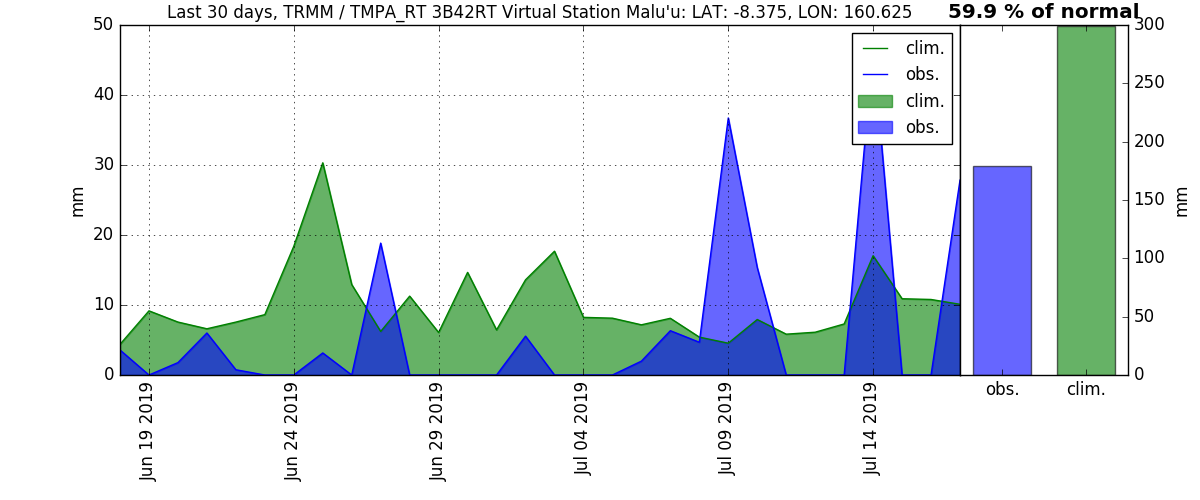 Last 30 days, TRMM / TMPA_RT 3B42RT Virtual Station Malu'u: LAT: -8.375, LON: 160.625
59.9 % of normal
50
40
30
20
10
0
mm
clim.
obs.
clim.
obs.
300
250
200
150
100
50
0
mm
Jun 19 2019
Jun 24 2019
Jun 29 2019
Jul 04 2019
Jul 09 2019
Jul 14 2019
obs.
clim.